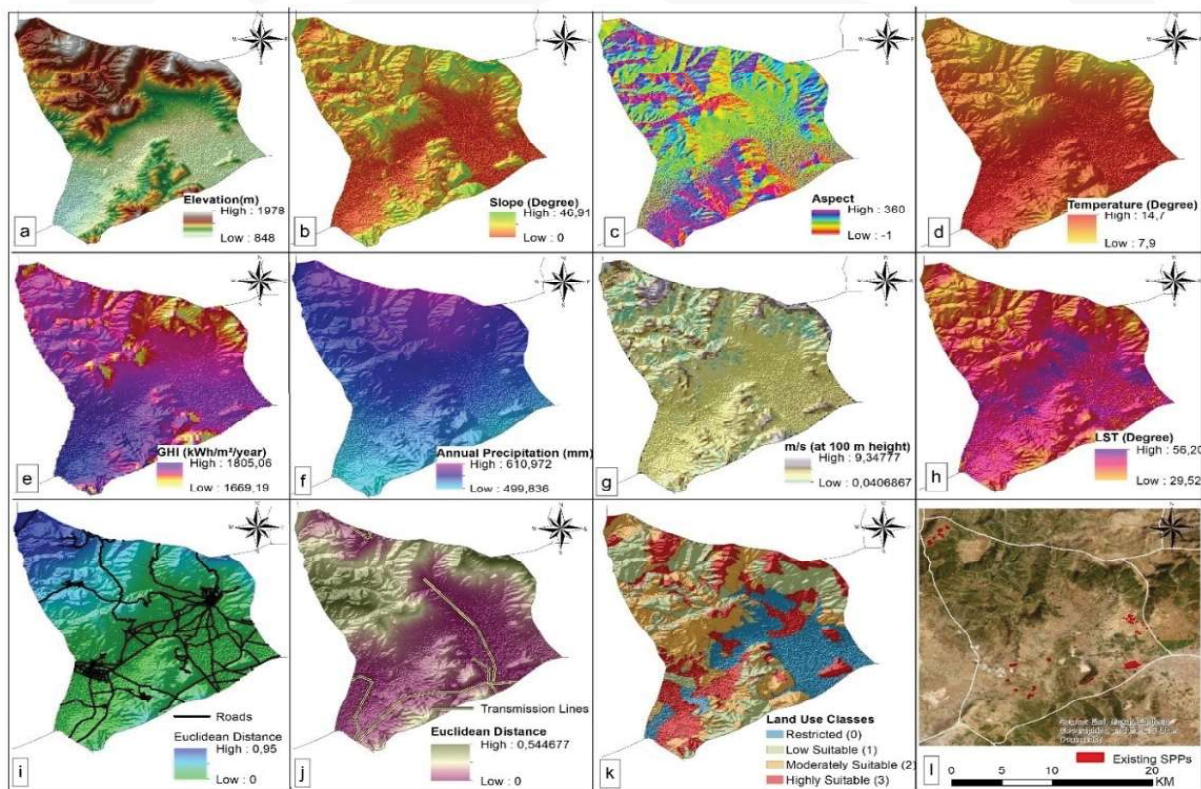 Elevation(m)
High : 1978
Low : 848
a
Slope (Degree)
High : 46,91
Low : 0
b
Aspect
High : 360
Low : -1
c
Temperature (Degree)
High : 14,7
Low : 7,9
d
GHI (kWh/m²/year)
High : 1805,06
Low : 1669,19
e
Annual Precipitation (mm)
High : 610,972
Low : 499,836
f
m/s (at 100 m height)
High : 9,34777
Low : 0,0406867
g
LST (Degree)
High : 56,20
Low : 29,52
h
Roads
Euclidean Distance
High : 0,95
Low : 0
i
Transmission Lines
Euclidean Distance
High : 0,544677
Low : 0
j
Land Use Classes
Restricted (0)
Low Suitable (1)
Moderately Suitable (2)
Highly Suitable (3)
k
Existing SPPs
l
0 5 10 20
KM